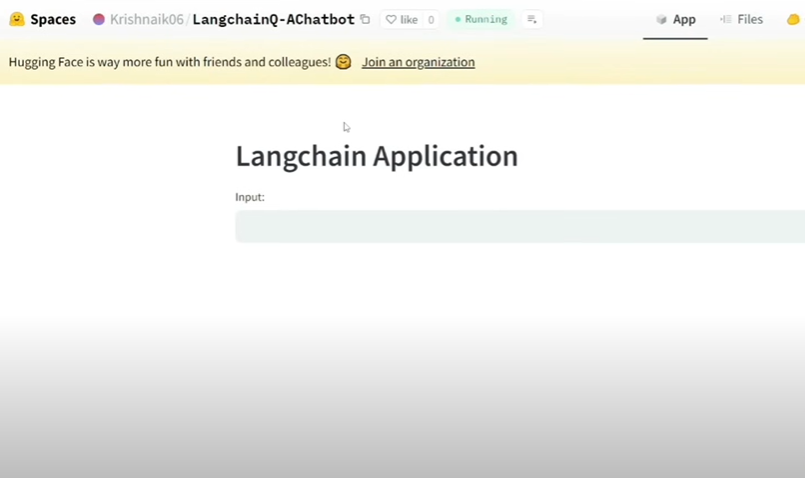 Spaces Krishnaik06/LangchainQ-AChatbot like 0 Running App Files
Hugging Face is way more fun with friends and colleagues! Join an organization
Langchain Application
Input: